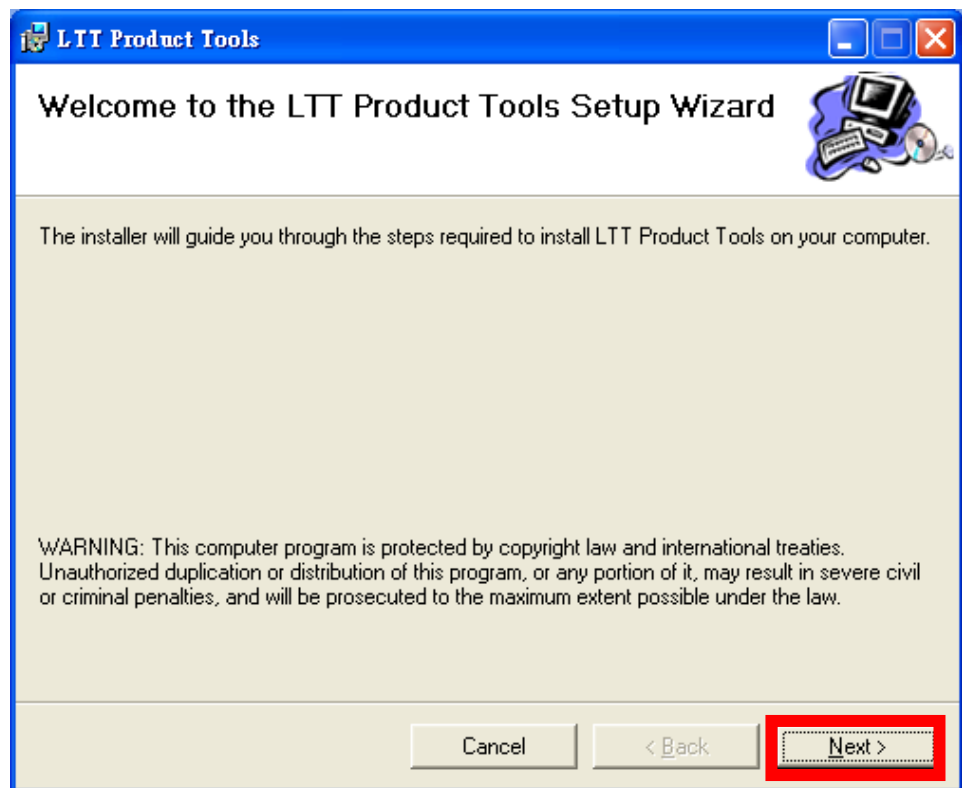 LTT Product Tools
Welcome to the LTT Product Tools Setup Wizard
The installer will guide you through the steps required to install LTT Product Tools on your computer.
WARNING: This computer program is protected by copyright law and international treaties.
Unauthorized duplication or distribution of this program, or any portion of it, may result in severe civil
or criminal penalties, and will be prosecuted to the maximum extent possible under the law.
Cancel
< Back
Next >